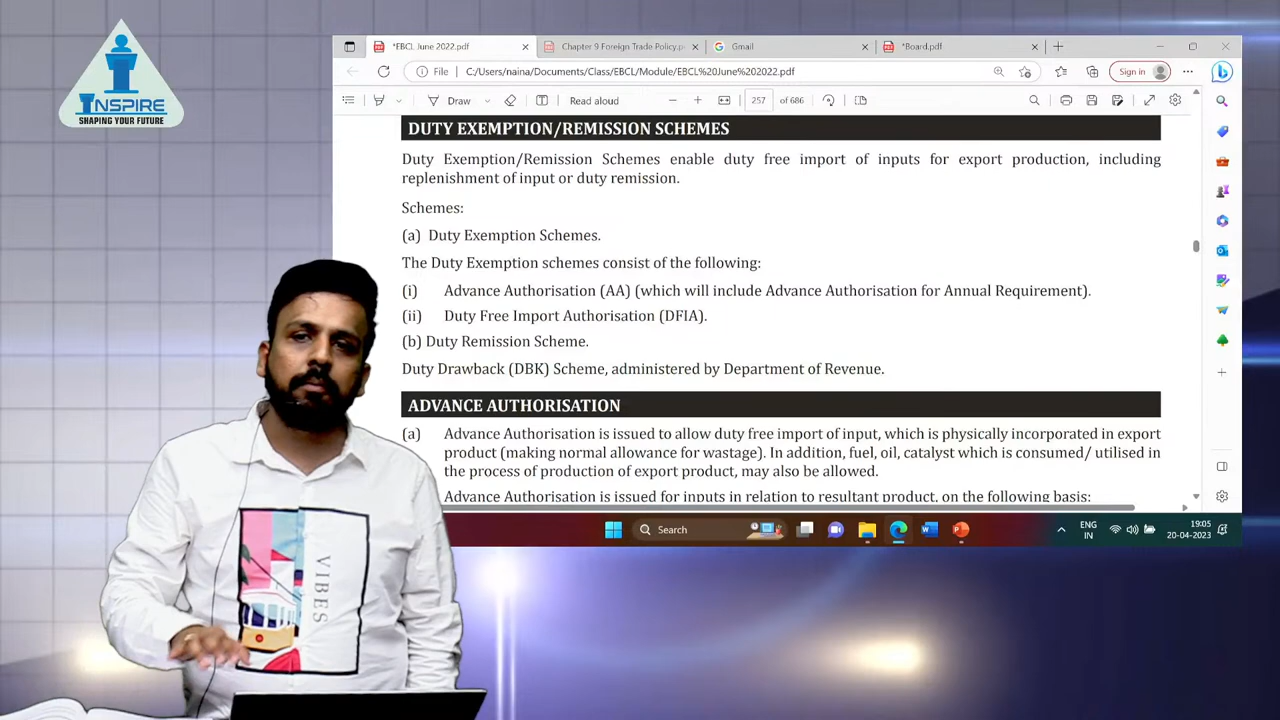 INSPIRE
SHAPING YOUR FUTURE
*EBCL June 2022.pdf
Chapter 9 Foreign Trade Policy.p
Gmail
*Board.pdf
File
C:/Users/naina/Documents/Class/EBCL/Module/EBCL%20June%202022.pdf
Sign in
Draw
Read aloud
257
of 686
DUTY EXEMPTION/REMISSION SCHEMES
Duty Exemption/Remission Schemes enable duty free import of inputs for export production, including
replenishment of input or duty remission.
Schemes:
(a) Duty Exemption Schemes.
The Duty Exemption schemes consist of the following:
(i) Advance Authorisation (AA) (which will include Advance Authorisation for Annual Requirement).
(ii) Duty Free Import Authorisation (DFIA).
(b) Duty Remission Scheme.
Duty Drawback (DBK) Scheme, administered by Department of Revenue.
ADVANCE AUTHORISATION
(a) Advance Authorisation is issued to allow duty free import of input, which is physically incorporated in export
product (making normal allowance for wastage). In addition, fuel, oil, catalyst which is consumed/ utilised in
the process of production of export product, may also be allowed.
Advance Authorisation is issued for inputs in relation to resultant product, on the following basis:
Search
ENG
IN
19:05
20-04-2023
VIBES